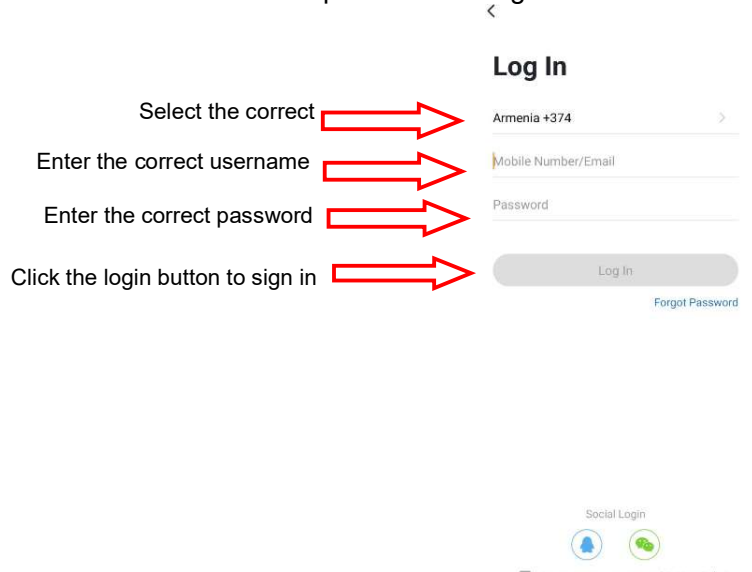 Log In
Select the correct
Armenia +374
Enter the correct username
Mobile Number/Email
Enter the correct password
Password
Click the login button to sign in
Log In
Forgot Password
Social Login